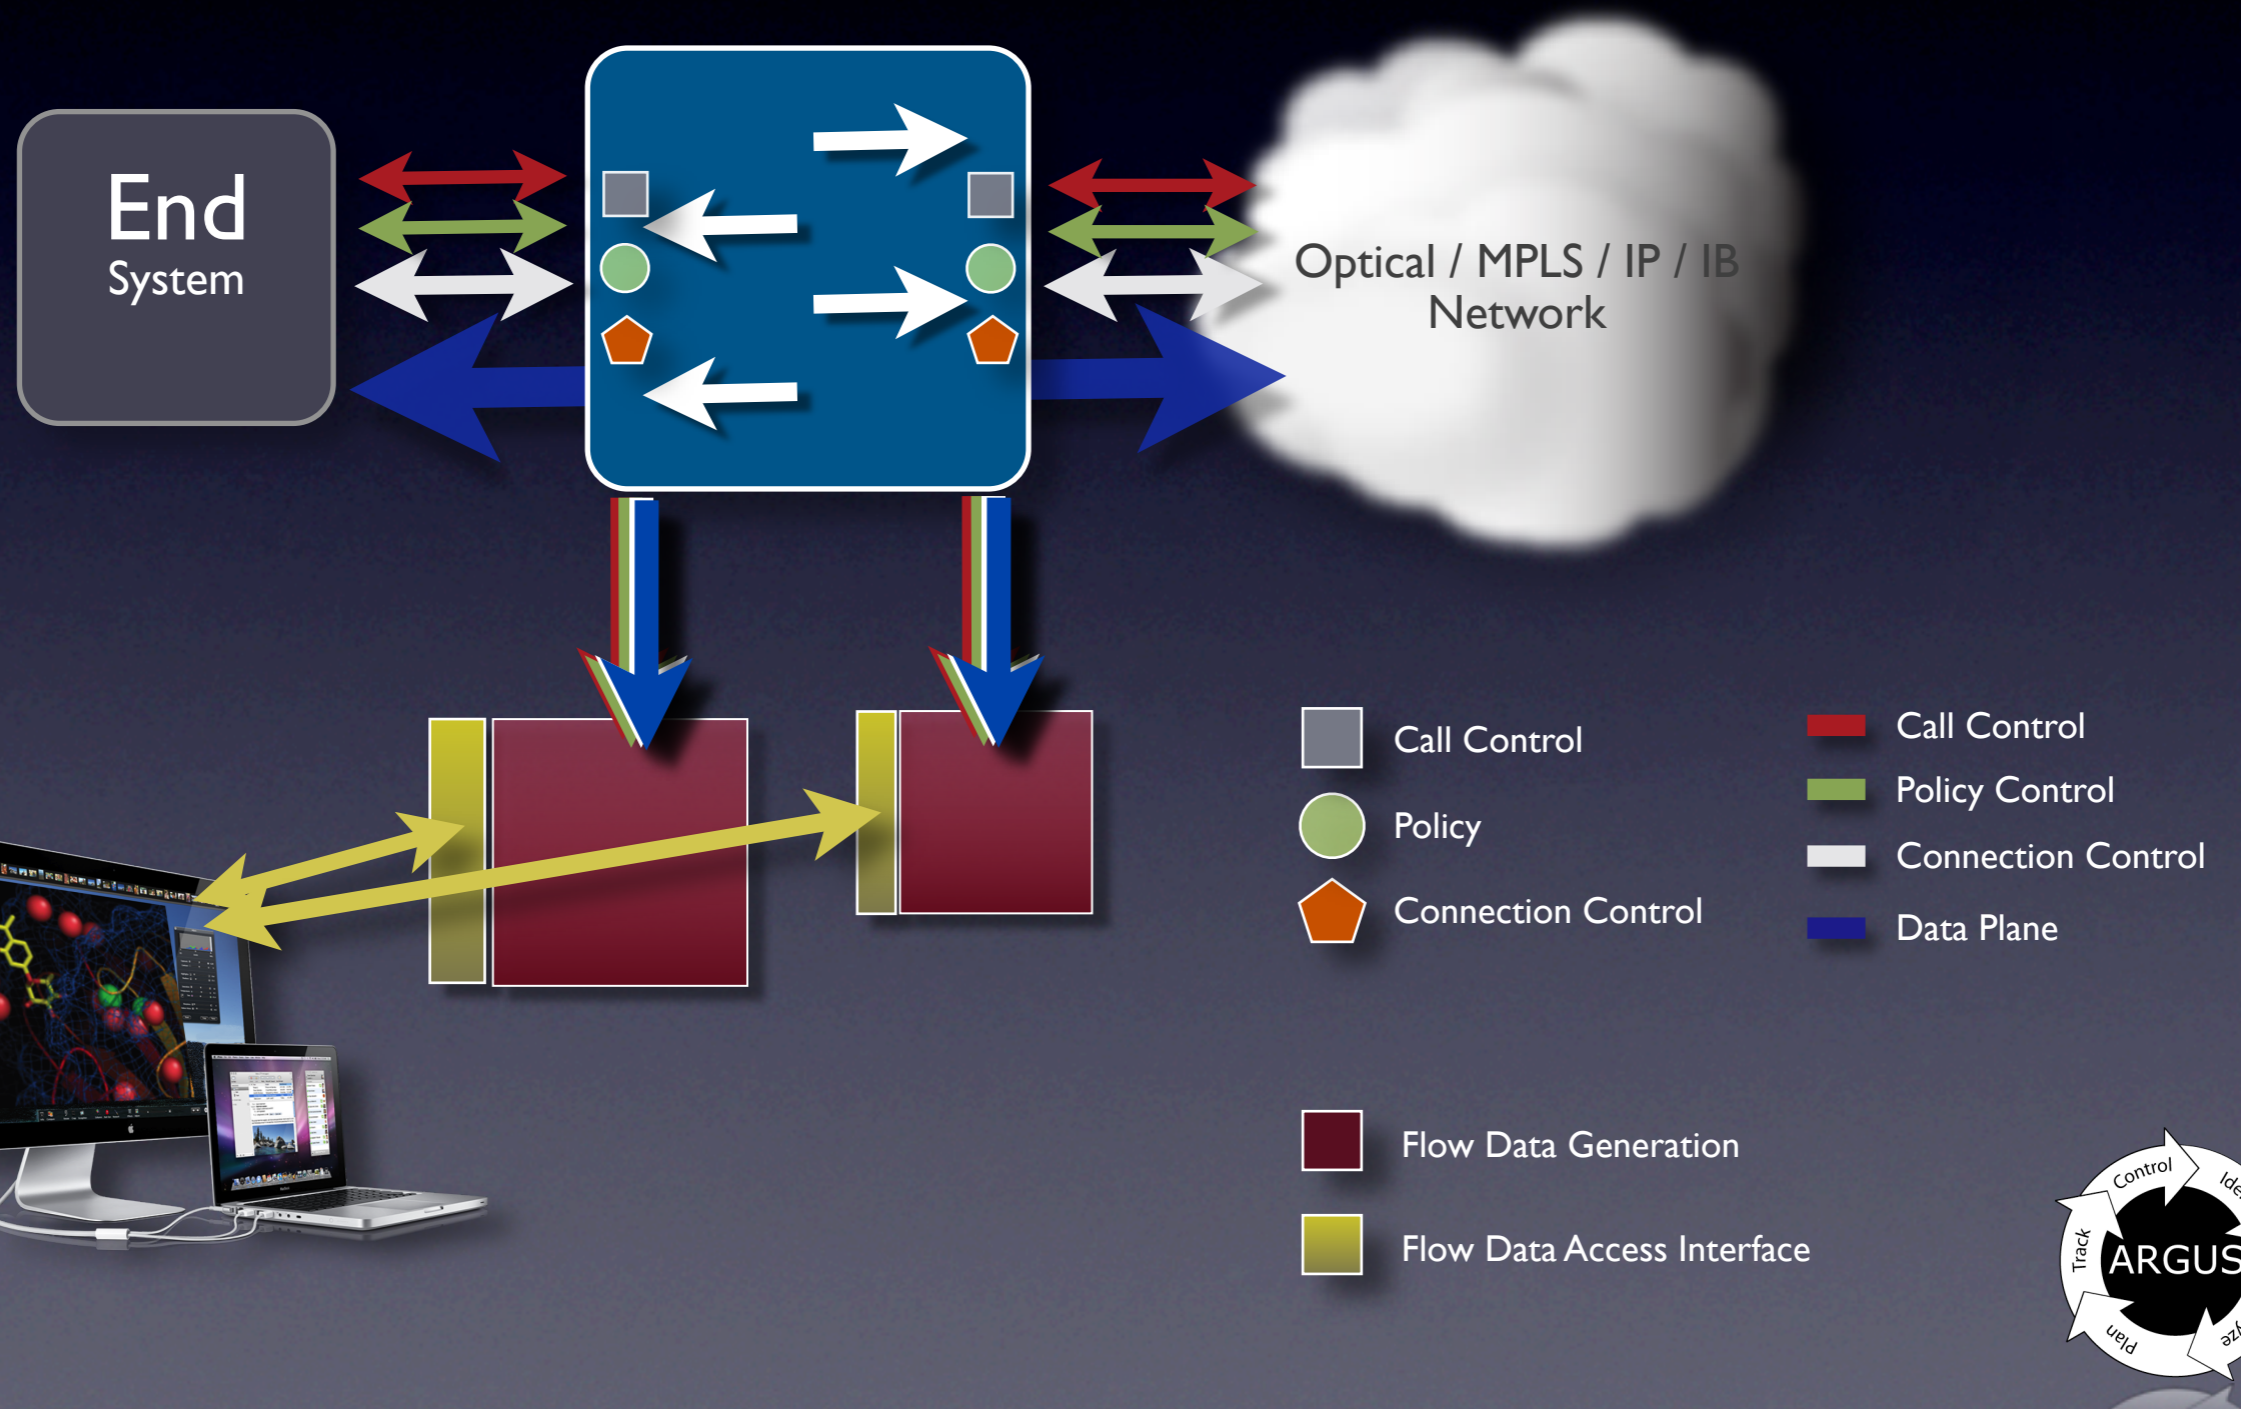 End
System
Optical / MPLS / IP / IB
Network
Call Control
Policy
Connection Control
Call Control
Policy Control
Connection Control
Data Plane
Flow Data Generation
Flow Data Access Interface
Control
Track
ARGUS
Plan